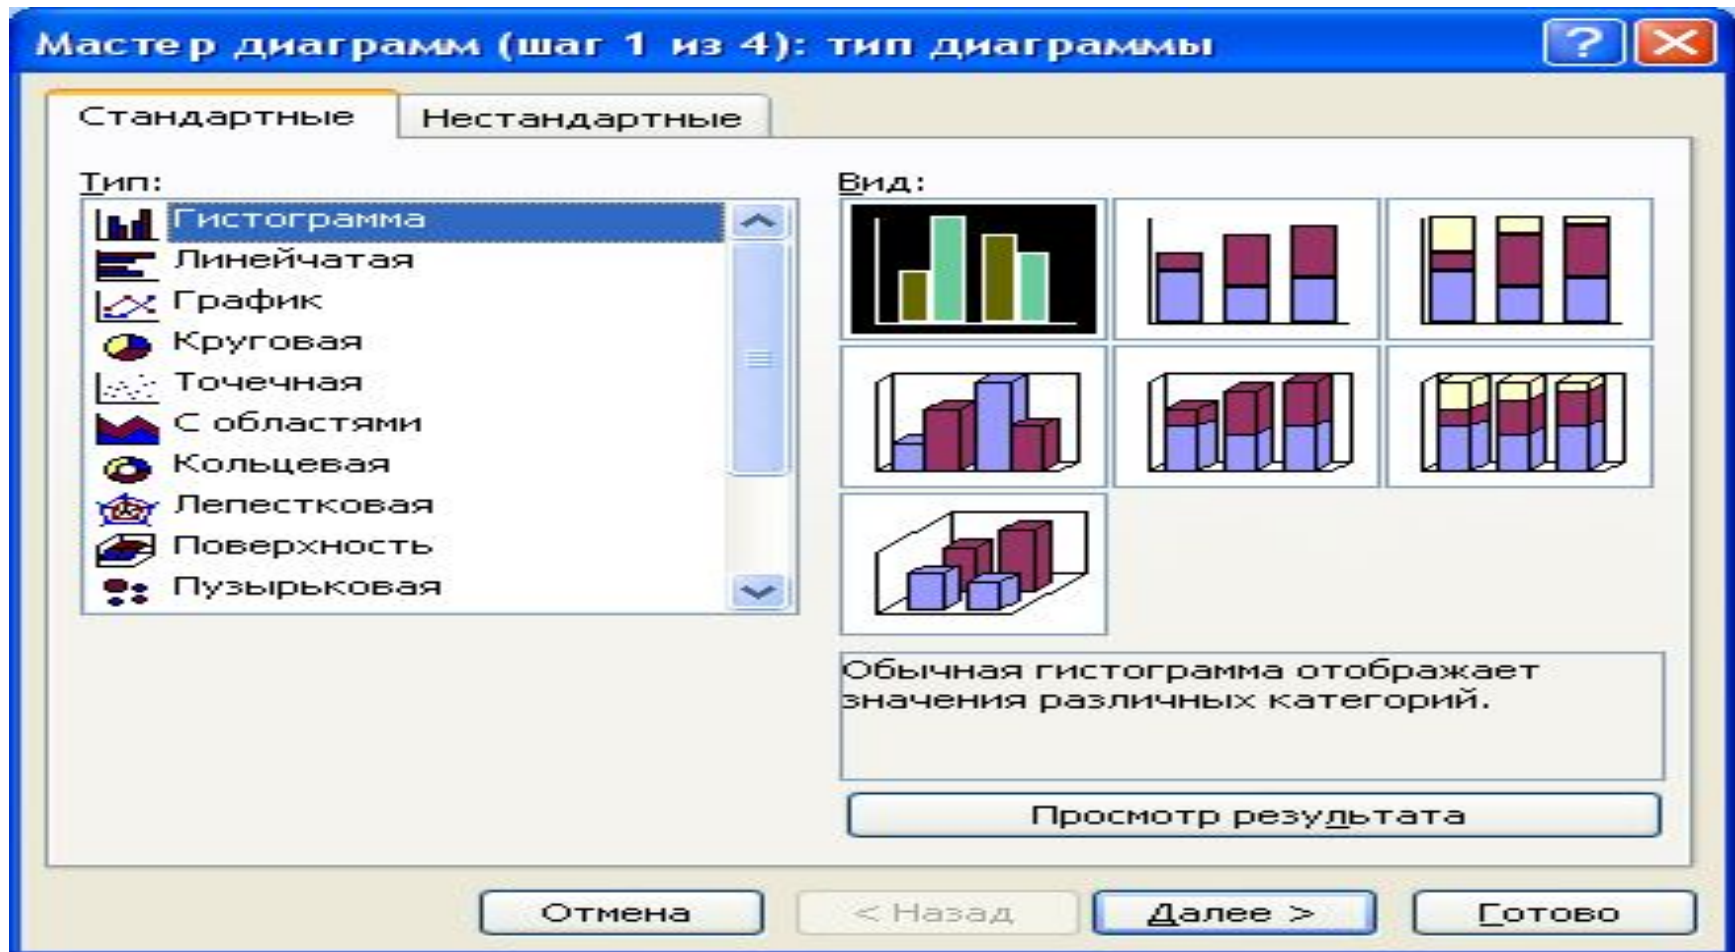 Мастер диаграмм (шаг 1 из 4): тип диаграммы
Стандартные
Нестандартные
Тип:
Гистограмма
Линейчатая
График
Круговая
Точечная
С областями
Кольцевая
Лепестковая
Поверхность
Пузырьковая
Вид:
Обычная гистограмма отображает
значения различных категорий.
Просмотр результата
Отмена
< Назад
Далее >
Готово